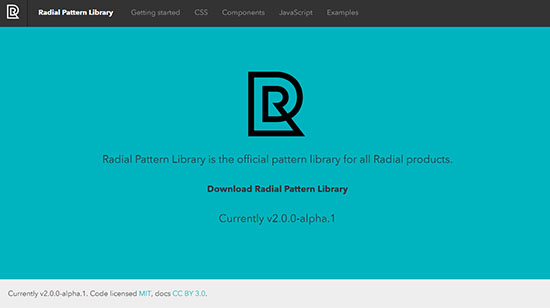 Radial Pattern Library Getting started CSS Components JavaScript Examples
Radial Pattern Library is the official pattern library for all Radial products.
Download Radial Pattern Library
Currently v2.0.0-alpha.1
Currently v2.0.0-alpha.1. Code licensed MIT, docs CC BY 3.0.